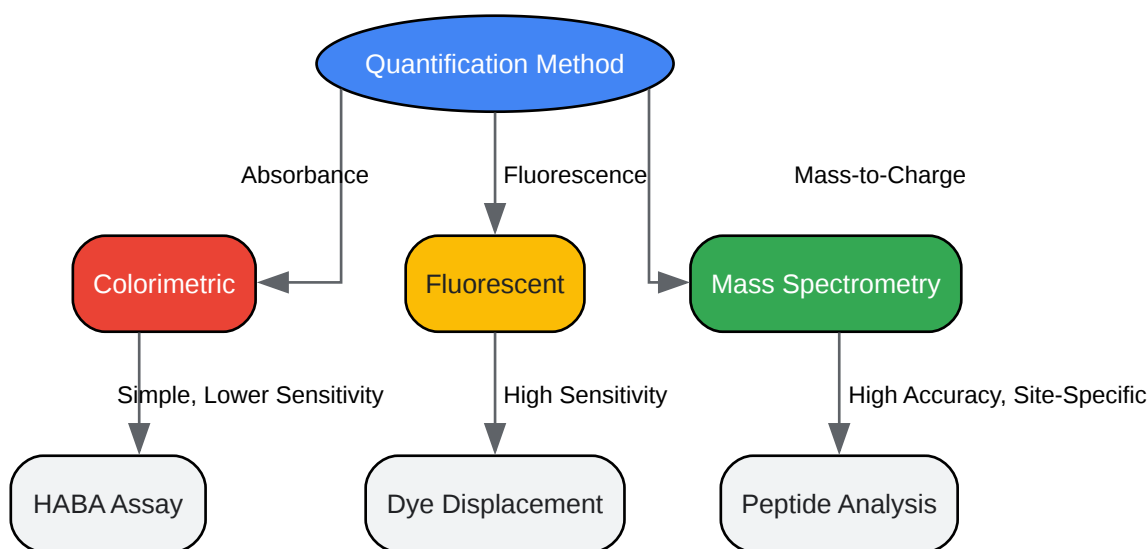 Quantification Method
Absorbance
Fluorescence
Mass-to-Charge
Colorimetric
Fluorescent
Mass Spectrometry
Simple, Lower Sensitivity
High Sensitivity
High Accuracy, Site-Specific
HABA Assay
Dye Displacement
Peptide Analysis